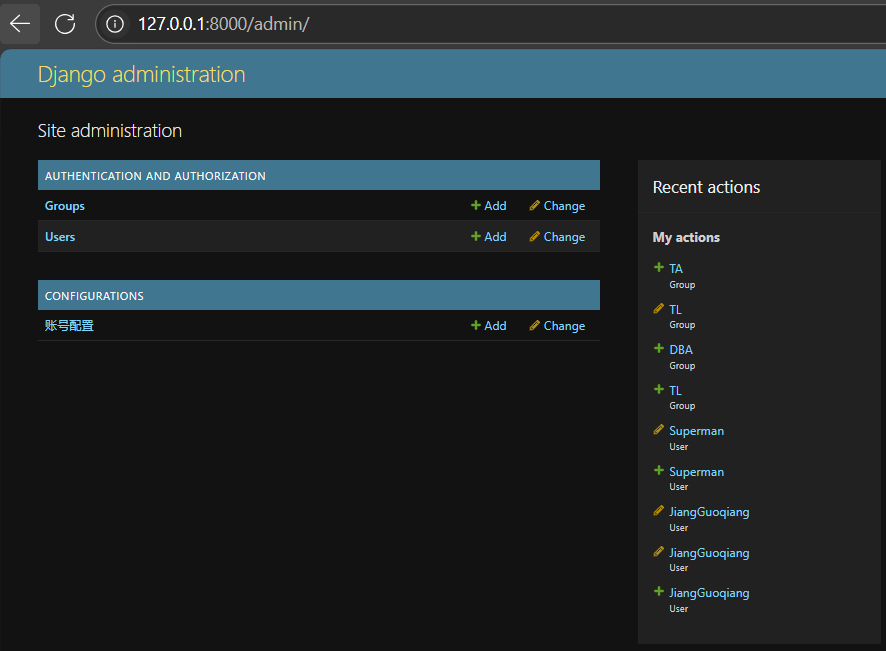 127.0.0.1:8000/admin/
Django administration
Site administration
AUTHENTICATION AND AUTHORIZATION
Groups Add Change
Users Add Change
CONFIGURATIONS
账号配置 Add Change
Recent actions
My actions
TA
Group
TL
Group
DBA
Group
TL
Group
Superman
User
Superman
User
JiangGuoqiang
User
JiangGuoqiang
User
JiangGuoqiang
User